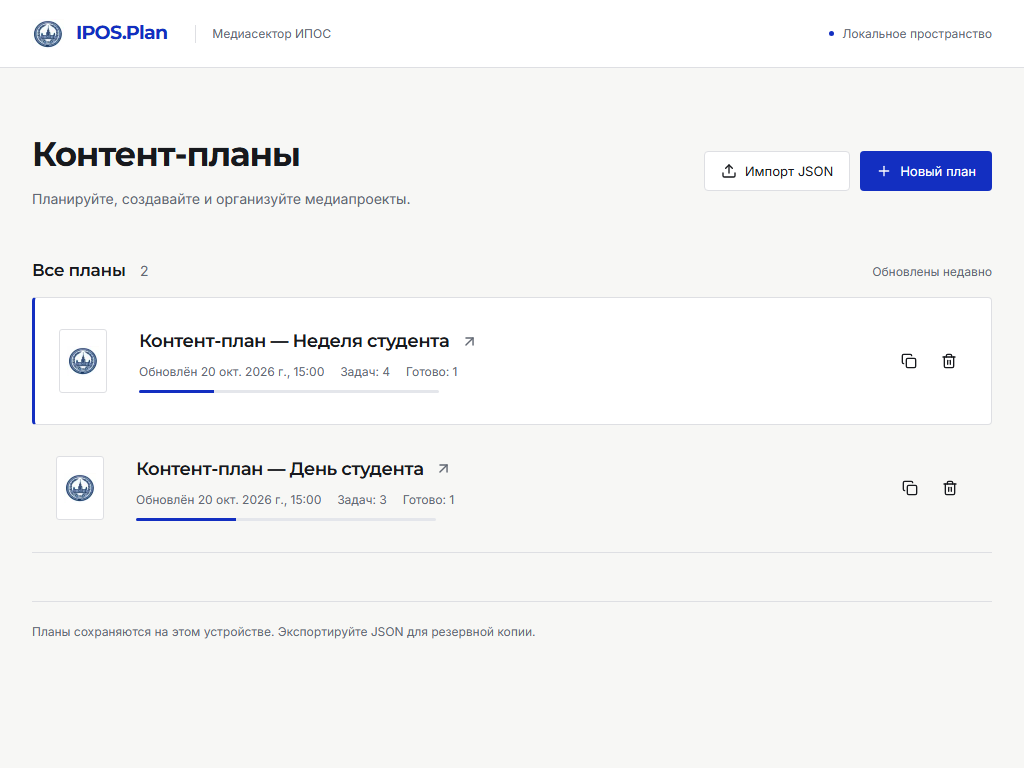 IPOS.Plan
Медиасектор ИПОС
Локальное пространство
Контент-планы
Планируйте, создавайте и организуйте медиапроекты.
Импорт JSON
Новый план
Все планы 2
Обновлены недавно
Контент-план — Неделя студента
Обновлён 20 окт. 2026 г., 15:00 Задач: 4 Готово: 1
Контент-план — День студента
Обновлён 20 окт. 2026 г., 15:00 Задач: 3 Готово: 1
Планы сохраняются на этом устройстве. Экспортируйте JSON для резервной копии.